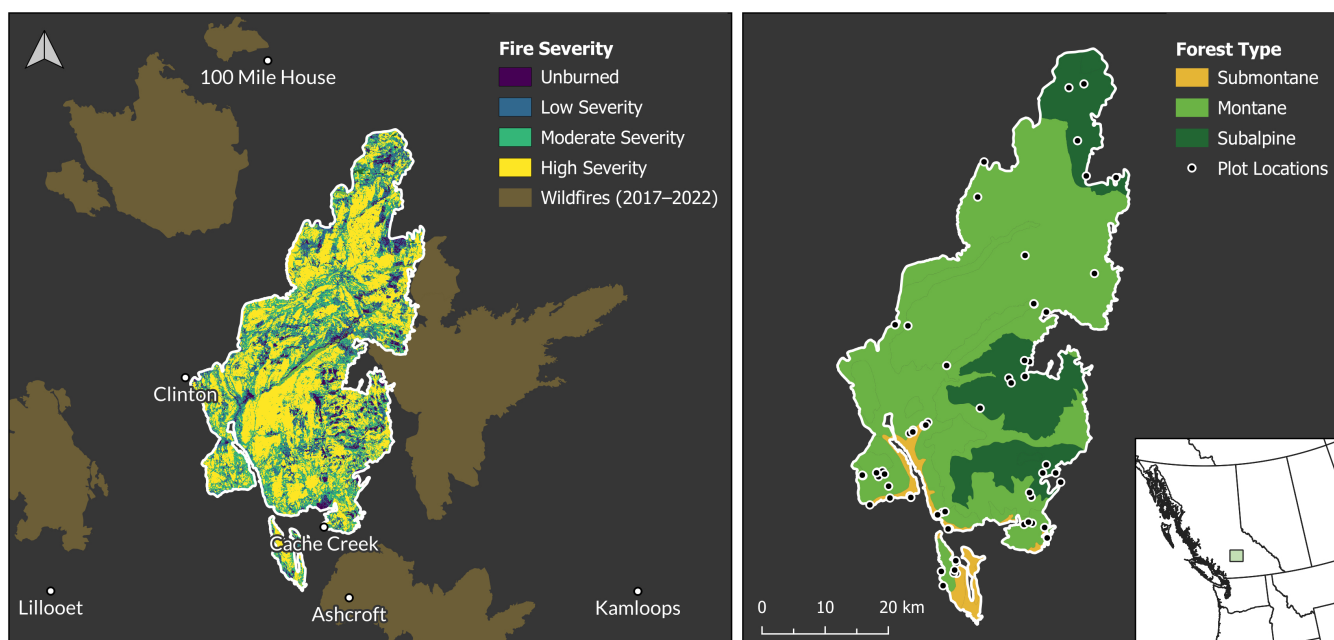 Fire Severity
Unburned
Low Severity
Moderate Severity
High Severity
Wildfires (2017–2022)
100 Mile House
Clinton
Cache Creek
Lillooet
Ashcroft
Kamloops
Forest Type
Submontane
Montane
Subalpine
Plot Locations
0 10 20 km